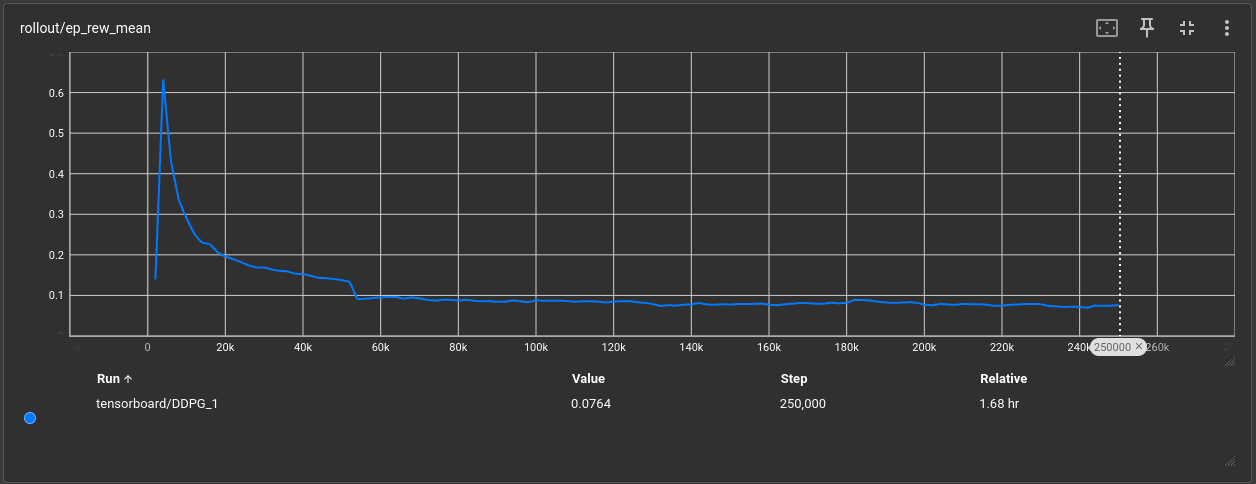 rollout/ep_rew_mean
0.6
0.5
0.4
0.3
0.2
0.1
0 20k 40k 60k 80k 100k 120k 140k 160k 180k 200k 220k 240k 250000 × 260k
Run ↑ Value Step Relative
tensorboard/DDPG_1 0.0764 250,000 1.68 hr